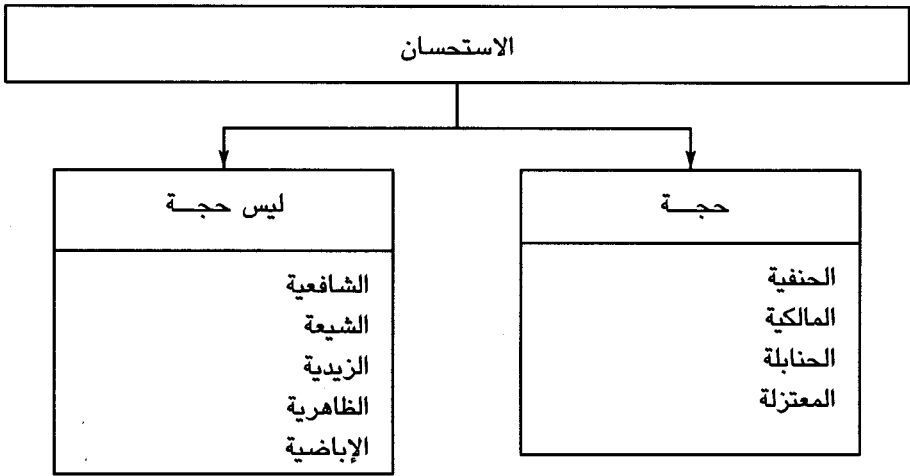 الاستحسان
حجة
الحنفية
المالكية
الحنابلة
المعتزلة
ليس حجة
الشافعية
الشيعة
الزيدية
الظاهرية
الإباضية